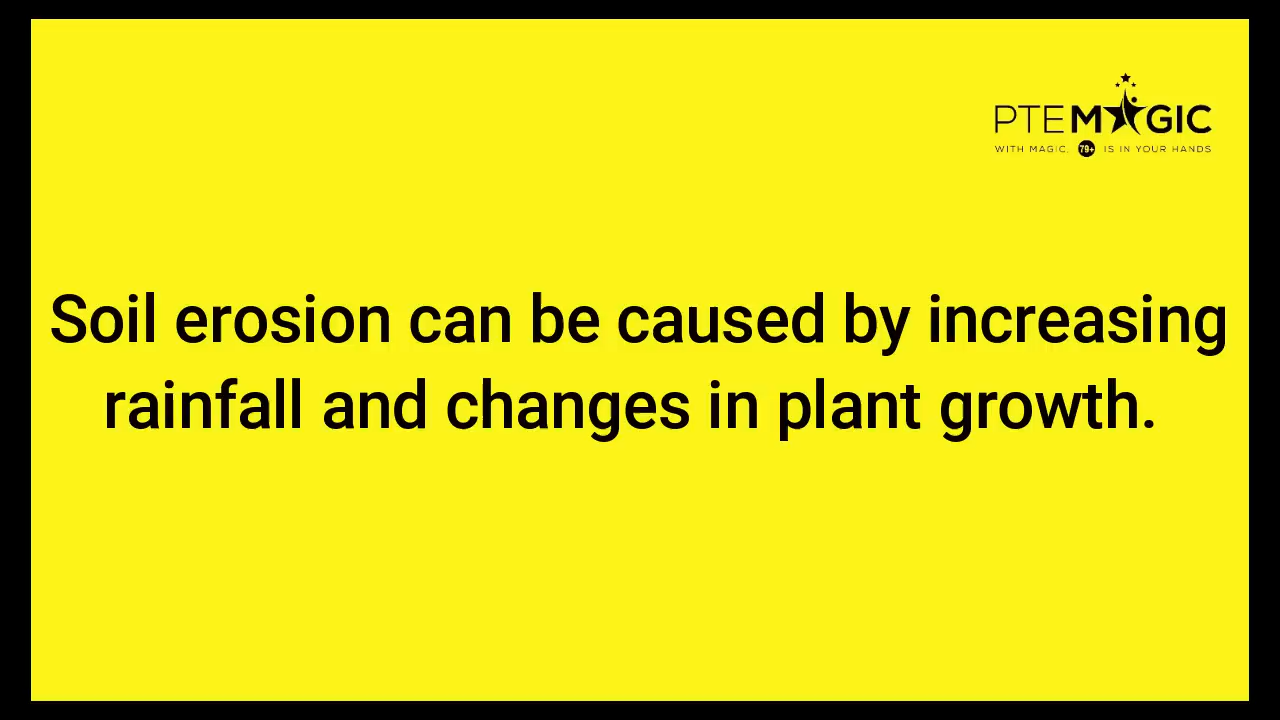 PTEMAGIC
WITH MAGIC, 79+ IS IN YOUR HANDS
Soil erosion can be caused by increasing
rainfall and changes in plant growth.